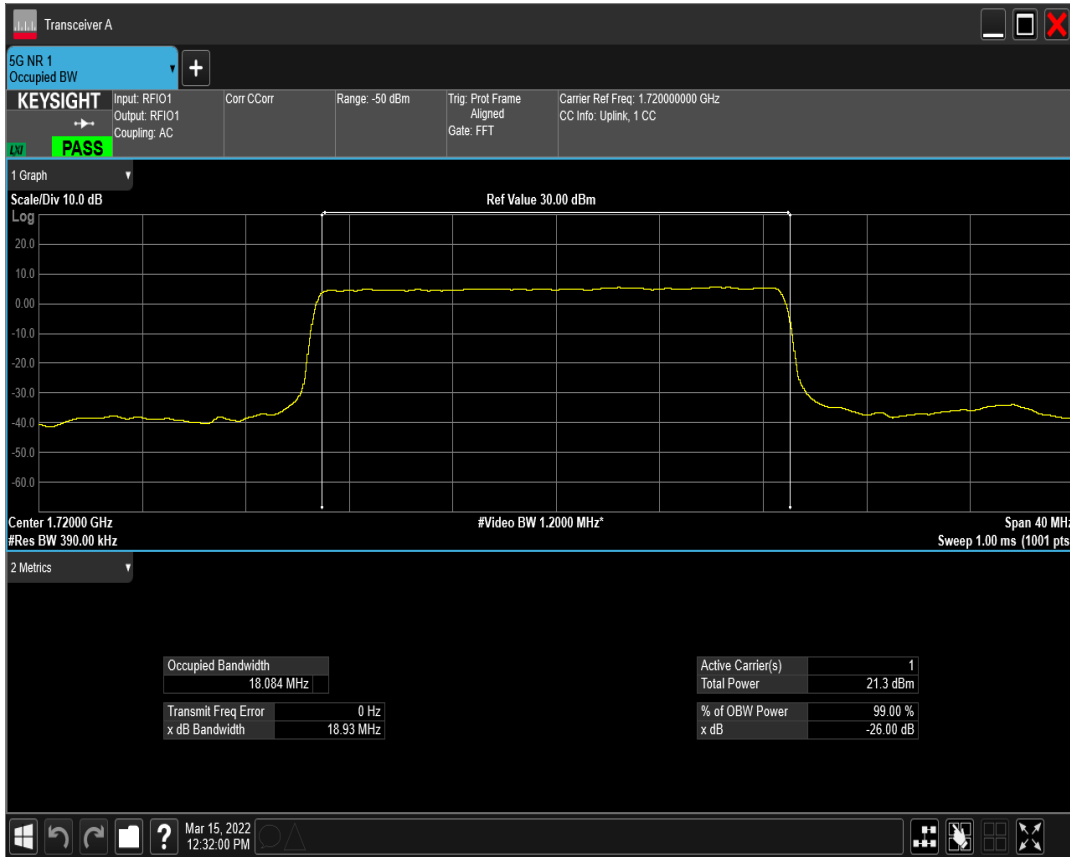 Transceiver A
5G NR 1
Occupied BW
+
KEYSIGHT
Input: RFIO1
Output: RFIO1
Coupling: AC
Corr CCorr
Range: -50 dBm
Trig: Prot Frame
Aligned
Gate: FFT
Carrier Ref Freq: 1.720000000 GHz
CC Info: Uplink, 1 CC
LXI
PASS
1 Graph
Scale/Div 10.0 dB
Ref Value 30.00 dBm
Log
20.0
10.0
0.00
-10.0
-20.0
-30.0
-40.0
-50.0
-60.0
Center 1.72000 GHz
#Video BW 1.2000 MHz*
Span 40 MHz
#Res BW 390.00 kHz
Sweep 1.00 ms (1001 pts
2 Metrics
Occupied Bandwidth
18.084 MHz
Transmit Freq Error 0 Hz
x dB Bandwidth 18.93 MHz
Active Carrier(s) 1
Total Power 21.3 dBm
% of OBW Power 99.00 %
x dB -26.00 dB
?
Mar 15, 2022
12:32:00 PM